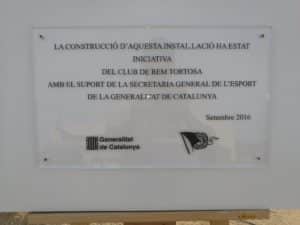 LA CONSTRUCCIÓ D'AQUESTA INSTAL·LACIÓ HA ESTAT
INICIATIVA
DEL CLUB DE REM TORTOSA
AMB EL SUPORT DE LA SECRETARIA GENERAL DE L'ESPORT
DE LA GENERALITAT DE CATALUNYA
Setembre 2016
Generalitat
de Catalunya